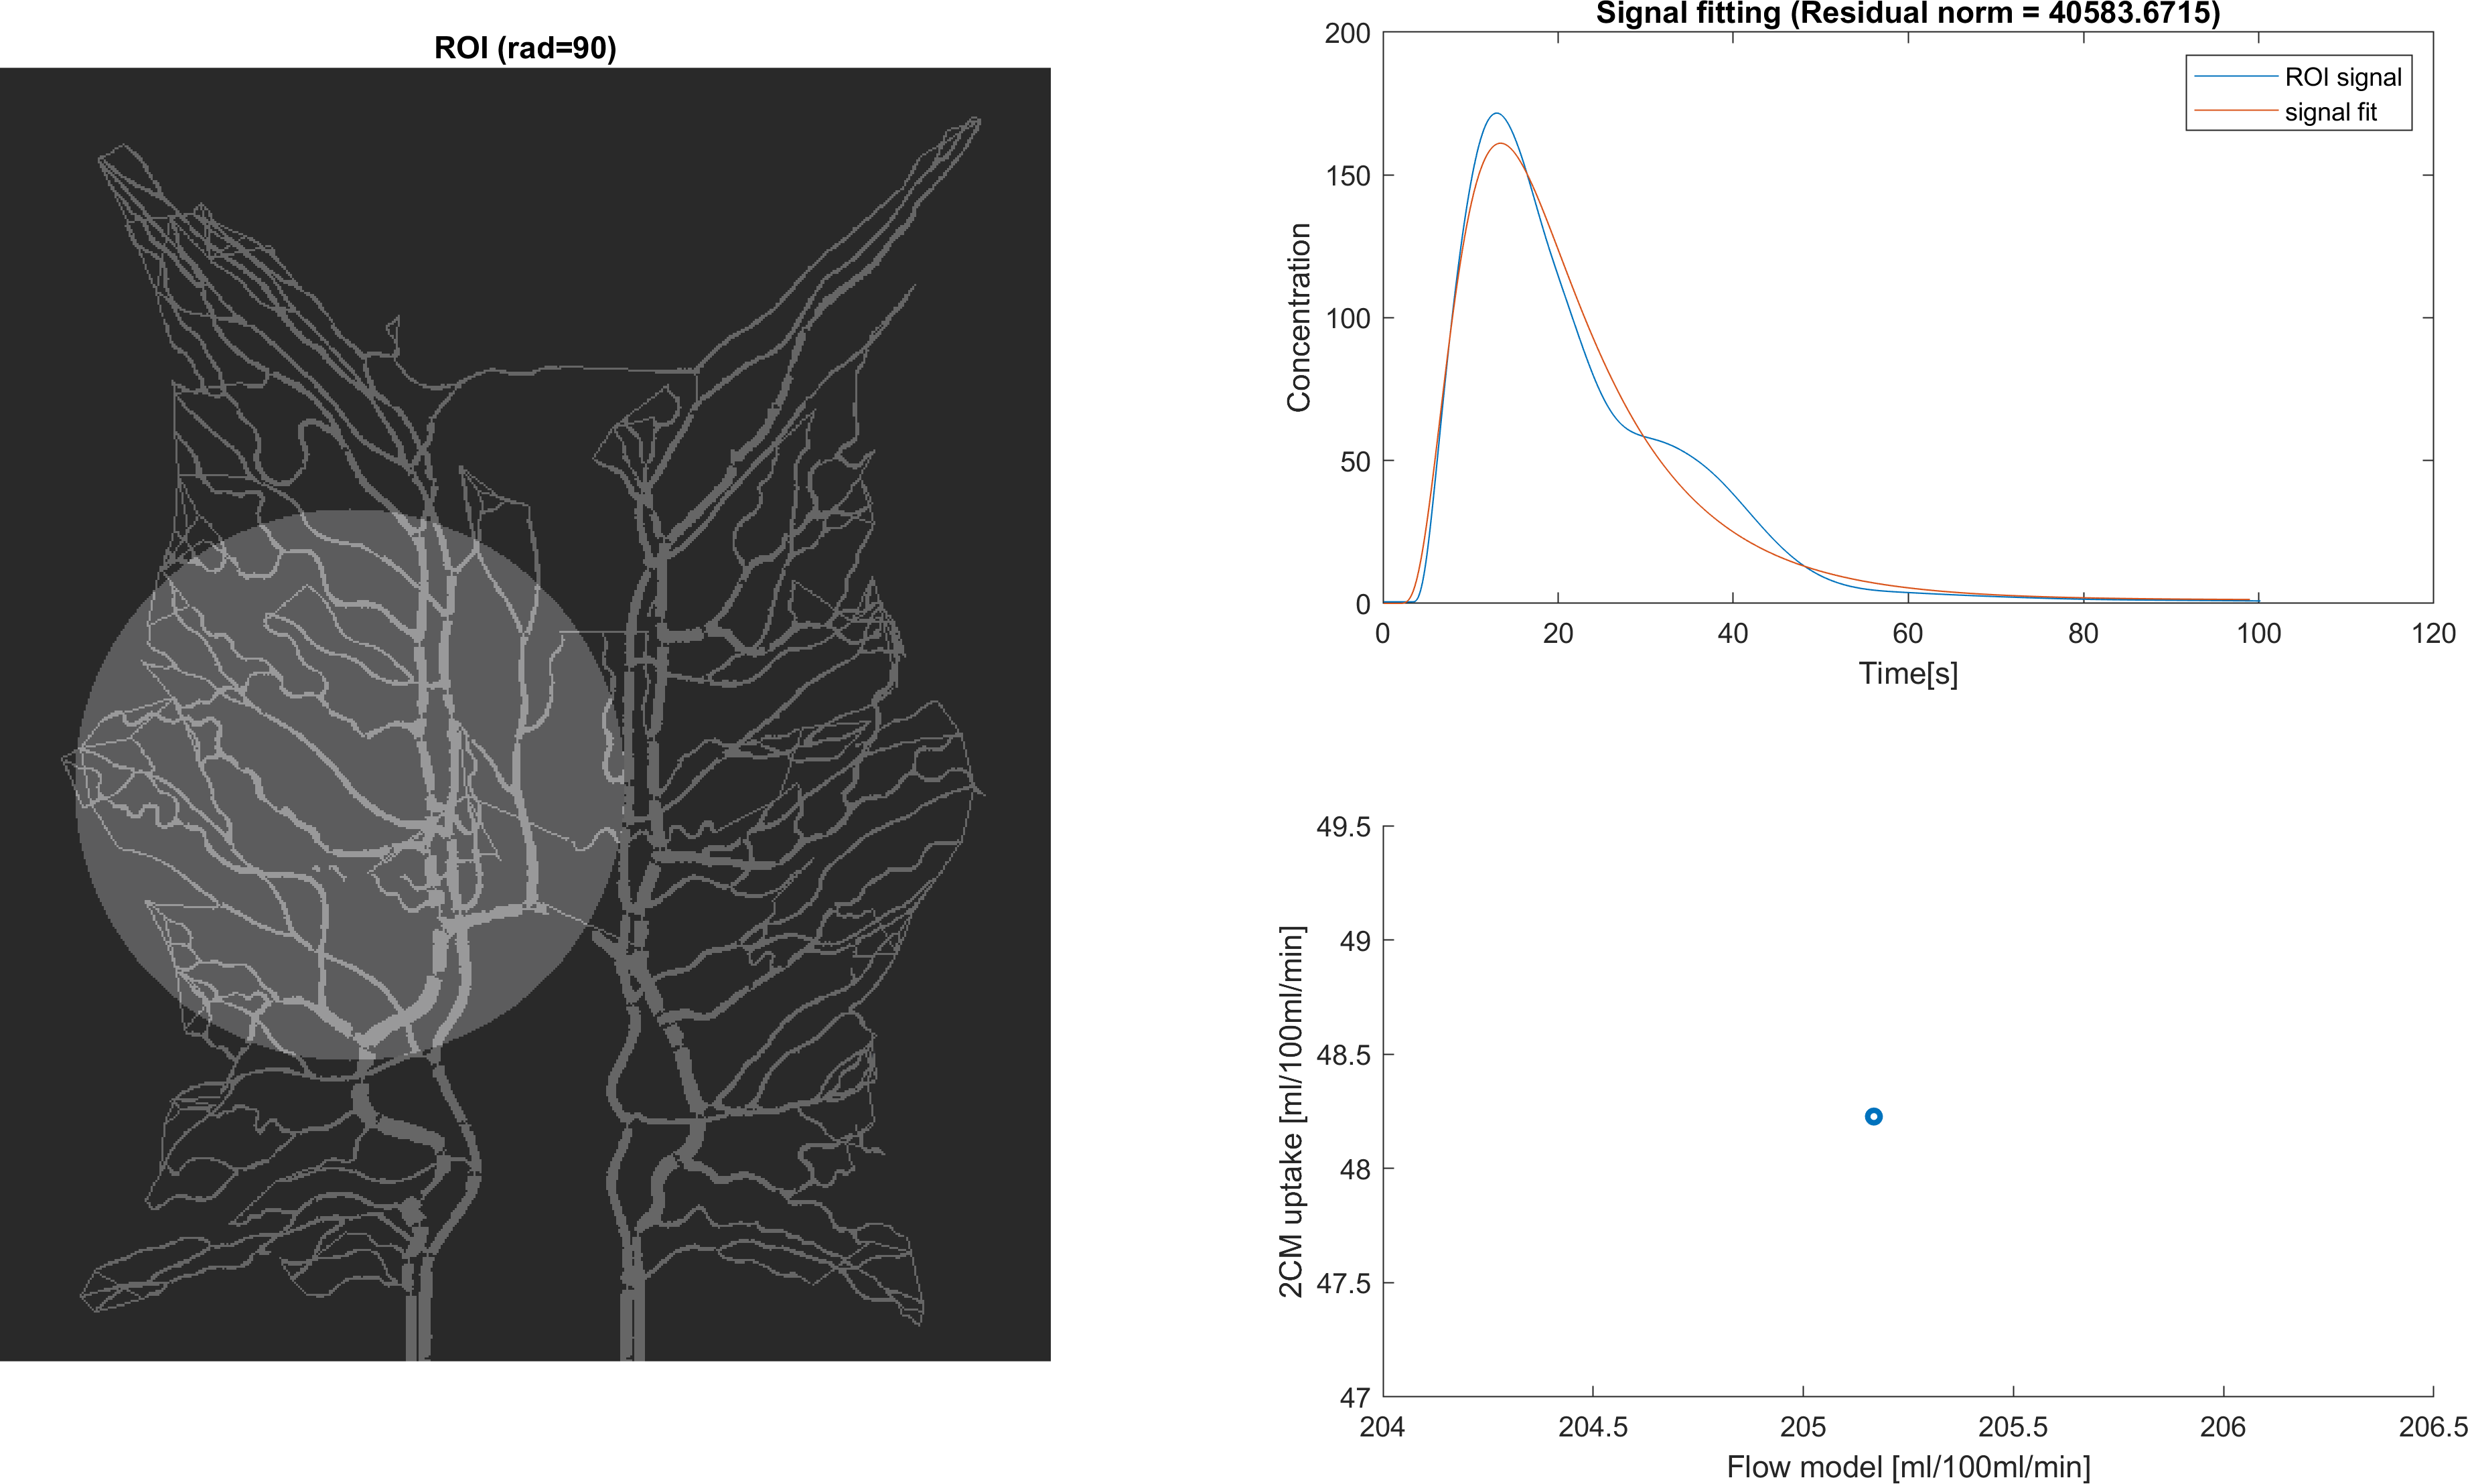 ROI (rad=90)
Signal fitting (Residual norm = 40583.6715)
200
150
100
50
0
Concentration
ROI signal
signal fit
0 20 40 60 80 100 120
Time[s]
49.5
49
48.5
48
47.5
47
2CM uptake [ml/100ml/min]
204 204.5 205 205.5 206 206.5
Flow model [ml/100ml/min]